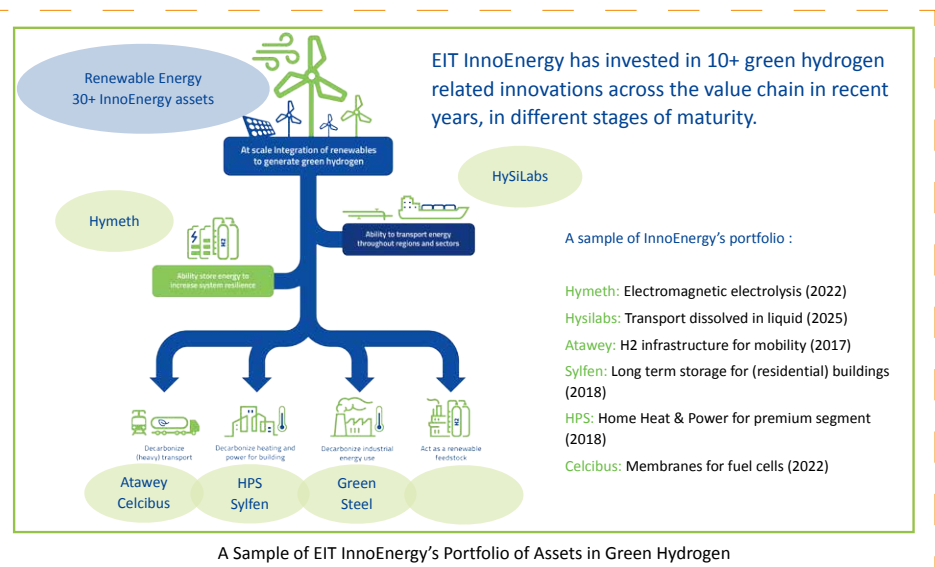 Renewable Energy
30+ InnoEnergy assets
EIT InnoEnergy has invested in 10+ green hydrogen
related innovations across the value chain in recent
years, in different stages of maturity.
At scale Integration of renewables
to generate green hydrogen
HySiLabs
Hymeth
H2
Ability to transport energy
throughout regions and sectors
Ability store energy to
increase system resilience
A sample of InnoEnergy’s portfolio :
Hymeth: Electromagnetic electrolysis (2022)
Hysilabs: Transport dissolved in liquid (2025)
Atawey: H2 infrastructure for mobility (2017)
Sylfen: Long term storage for (residential) buildings
(2018)
HPS: Home Heat & Power for premium segment
(2018)
Celcibus: Membranes for fuel cells (2022)
H2
Decarbonize
(heavy) transport
Decarbonize heating and
power for building
Decarbonize industrial
energy use
Act as a renewable
feedstock
Atawey
Celcibus
HPS
Sylfen
Green
Steel
A Sample of EIT InnoEnergy’s Portfolio of Assets in Green Hydrogen